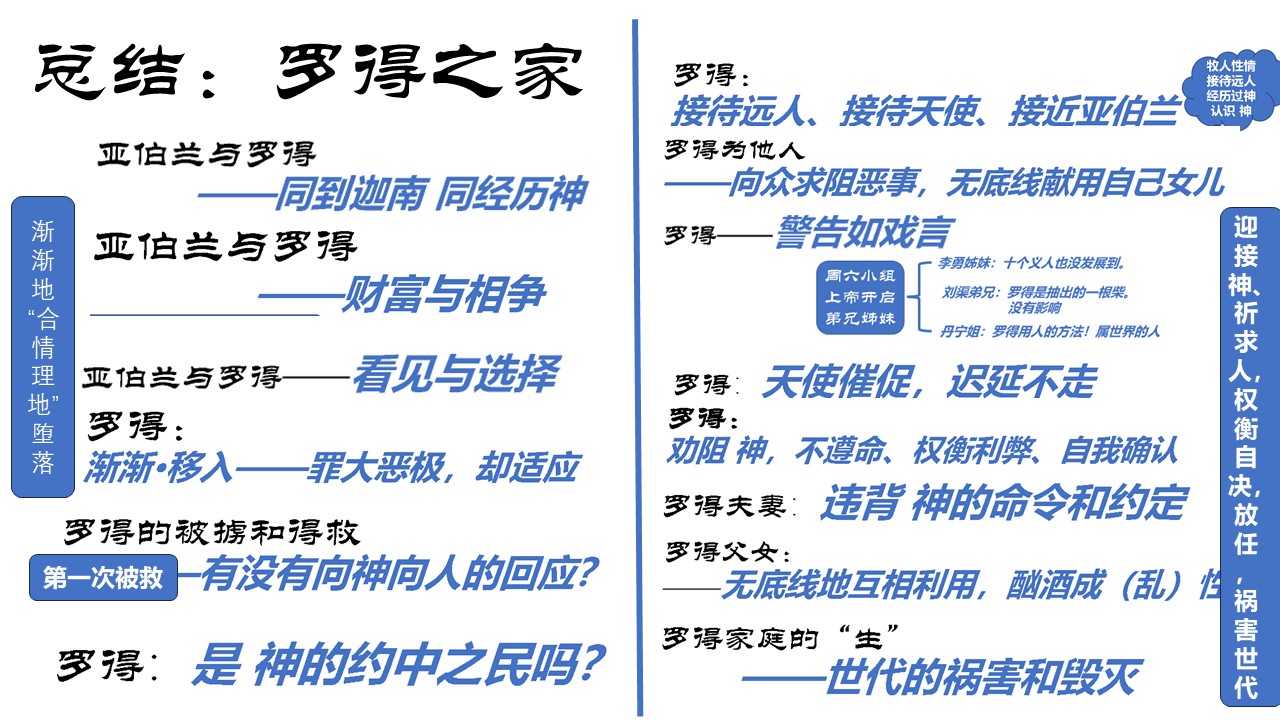 总结：罗得之家
亚伯兰与罗得
——同到迦南 同经历神
亚伯兰与罗得
——财富与相争
亚伯兰与罗得——看见与选择
罗得：
渐渐•移入——罪大恶极，却适应
罗得的被掳和得救
第一次被救
—有没有向神向人的回应?
罗得： 是 神的约中之民吗?
渐渐地“合情理地”堕落
罗得：
接待远人、接待天使、接近亚伯兰
牧人性情
接待远人
经历过神
认识 神
罗得为他人
——向众求阻恶事，无底线献用自己女儿
罗得——警告如戏言
周六小组
上帝开启
第兄姊妹
李勇姊妹：十个义人也没发展到。
刘渠弟兄：罗得是抽出的一根柴。
没有影响
丹宁姐：罗得用人的方法！属世界的人
罗得： 天使催促，迟延不走
罗得：
劝阻 神，不遵命、权衡利弊、自我确认
罗得夫妻： 违背 神的命令和约定
罗得父女：
——无底线地互相利用，酗酒成（乱）性
罗得家庭的“生”
——世代的祸害和毁灭
迎接神、祈求人,权衡自决,放任,祸害世代